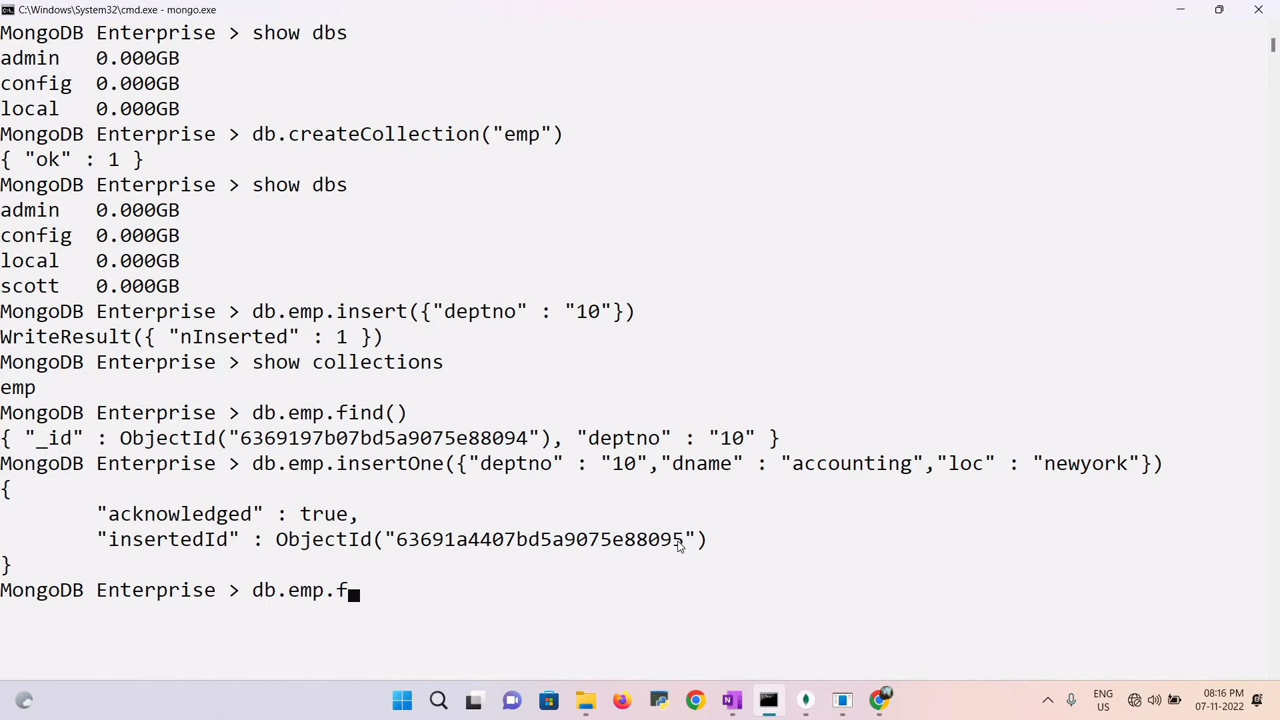 C:\Windows\System32\cmd.exe - mongo.exe
MongoDB Enterprise > show dbs
admin   0.000GB
config  0.000GB
local   0.000GB
MongoDB Enterprise > db.createCollection("emp")
{ "ok" : 1 }
MongoDB Enterprise > show dbs
admin   0.000GB
config  0.000GB
local   0.000GB
scott   0.000GB
MongoDB Enterprise > db.emp.insert({"deptno" : "10"})
WriteResult({ "nInserted" : 1 })
MongoDB Enterprise > show collections
emp
MongoDB Enterprise > db.emp.find()
{ "_id" : ObjectId("6369197b07bd5a9075e88094"), "deptno" : "10" }
MongoDB Enterprise > db.emp.insertOne({"deptno" : "10","dname" : "accounting","loc" : "newyork"})
{
        "acknowledged" : true,
        "insertedId" : ObjectId("63691a4407bd5a9075e88095")
}
MongoDB Enterprise > db.emp.f
ENG
US
08:16 PM
07-11-2022